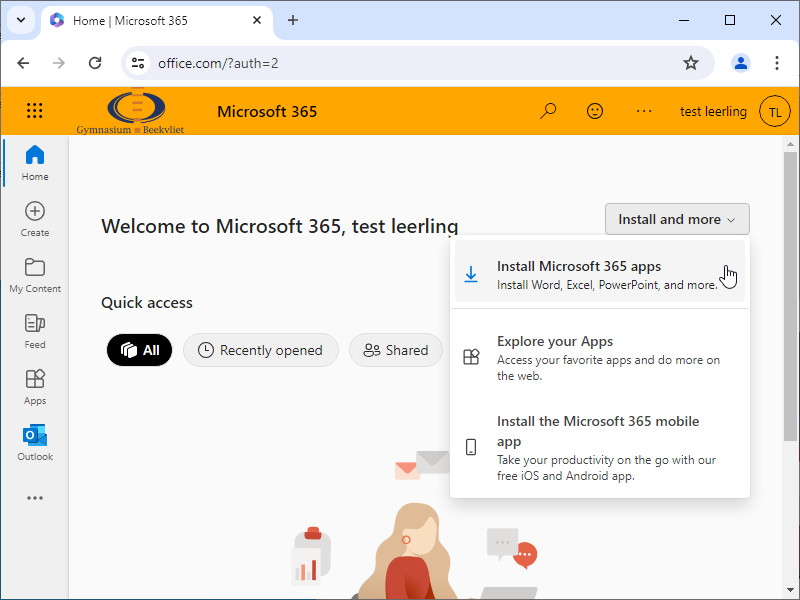 Home | Microsoft 365
office.com/?auth=2
Gymnasium Beekvliet
Microsoft 365
test leerling
TL
Home
Create
My Content
Feed
Apps
Outlook
Welcome to Microsoft 365, test leerling
Install and more
Install Microsoft 365 apps
Install Word, Excel, PowerPoint, and more.
Explore your Apps
Access your favorite apps and do more on
the web.
Install the Microsoft 365 mobile
app
Take your productivity on the go with our
free iOS and Android app.
Quick access
All
Recently opened
Shared